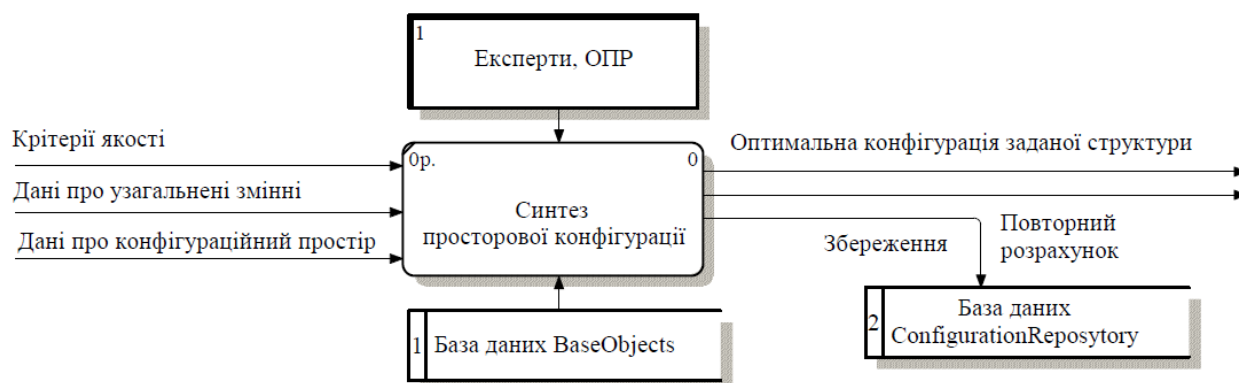 1
Експерти, ОПР
Крітерії якості
Дані про узагальнені змінні
Дані про конфігураційний простір
0р.
0
Синтез
просторової конфігурації
Оптимальна конфігурація заданої структури
Збереження
Повторний
розрахунок
1
База даних BaseObjects
2
База даних
ConfigurationReposytory